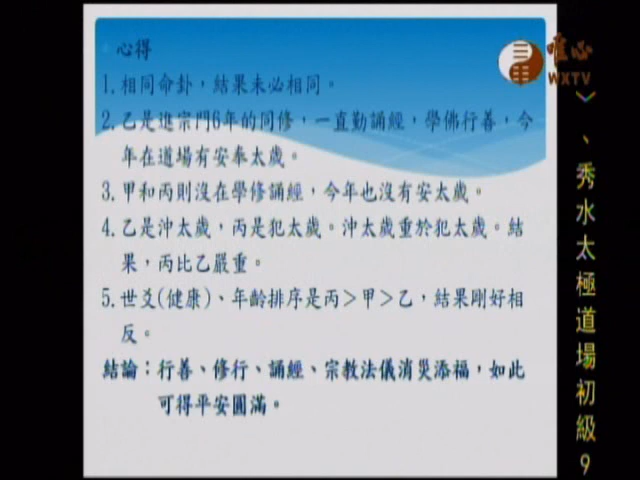 心得
1.相同命卦，結果未必相同。
2.乙是進宗門6年的同修，一直勤誦經，學佛行善，今
年在道場有安奉太歲。
3.甲和丙則沒在學修誦經，今年也沒有安太歲。
4.乙是沖太歲，丙是犯太歲。沖太歲重於犯太歲。結
果，丙比乙嚴重。
5.世爻(健康)、年齡排序是丙＞甲＞乙，結果剛好相
反。
結論：行善、修行、誦經、宗教法儀消災添福，如此
可得平安圓滿。
唯心
WXTV
、秀水太極道場初級9